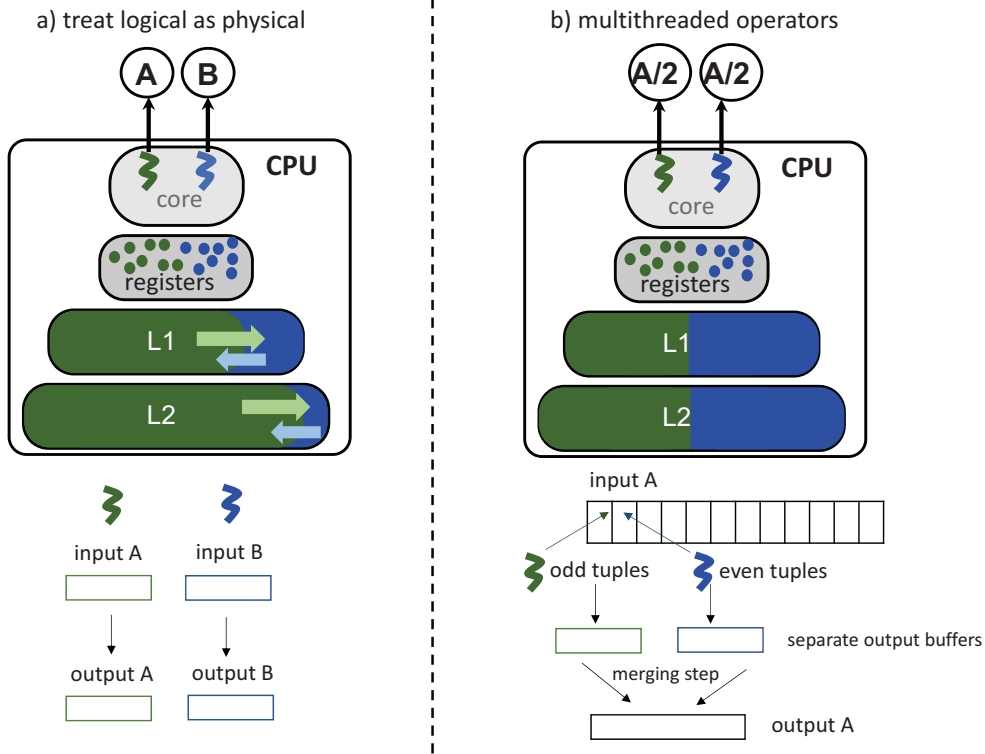 a) treat logical as physical
A
B
CPU
core
registers
L1
L2
input A
input B
output A
output B
b) multithreaded operators
A/2
A/2
CPU
core
registers
L1
L2
input A
odd tuples
even tuples
separate output buffers
merging step
output A